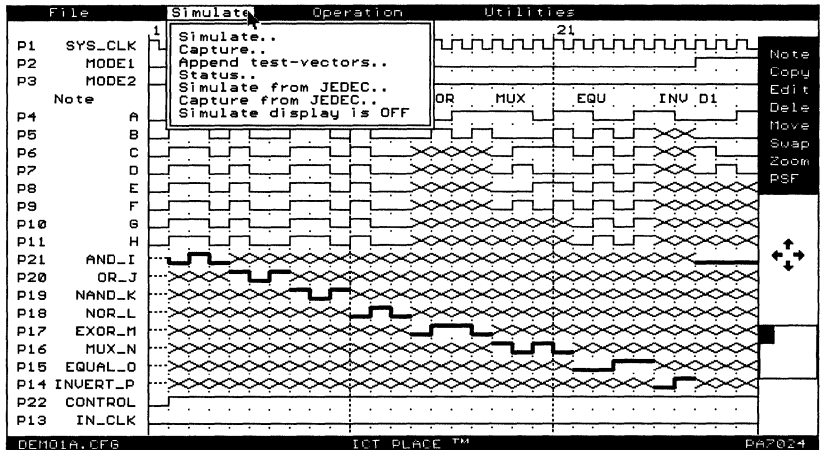 File Simulate Operation Utilities
1 21
Simulate..
Capture..
Append test-vectors..
Status..
Simulate from JEDEC..
Capture from JEDEC..
Simulate display is OFF
P1 SYS_CLK
P2 MODE1
P3 MODE2
Note OR MUX EQU INV D1
P4 A
P5 B
P6 C
P7 D
P8 E
P9 F
P10 G
P11 H
P21 AND_I
P20 OR_J
P19 NAND_K
P18 NOR_L
P17 EXOR_M
P16 MUX_N
P15 EQUAL_O
P14 INVERT_P
P22 CONTROL
P13 IN_CLK
Note
Copy
Edit
Dele
Move
Swap
Zoom
PSF
DEMO1A.CFG ICT PLACE TM PA7024